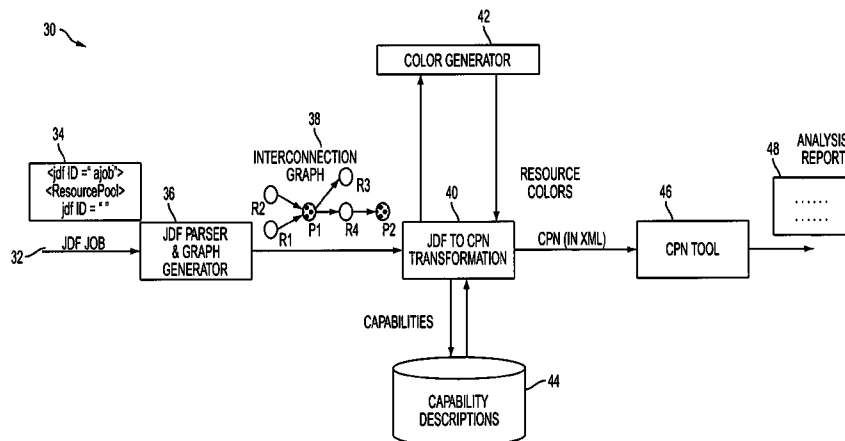 30
42
COLOR GENERATOR
34
<jdf ID =“ ajob”>
<ResourcePool>
jdf ID = “ ”
38
INTERCONNECTION
GRAPH
R3
R2
R1
P1
R4
P2
RESOURCE
COLORS
48
ANALYSIS
REPORT
......
......
36
JDF PARSER
& GRAPH
GENERATOR
32
JDF JOB
40
JDF TO CPN
TRANSFORMATION
CPN (IN XML)
46
CPN TOOL
CAPABILITIES
44
CAPABILITY
DESCRIPTIONS